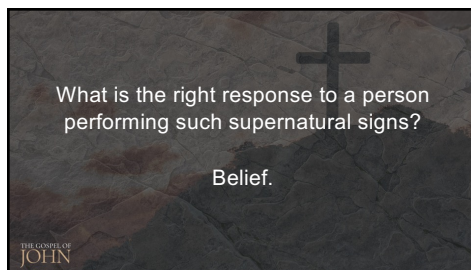 What is the right response to a person
performing such supernatural signs?
Belief.
THE GOSPEL OF
JOHN